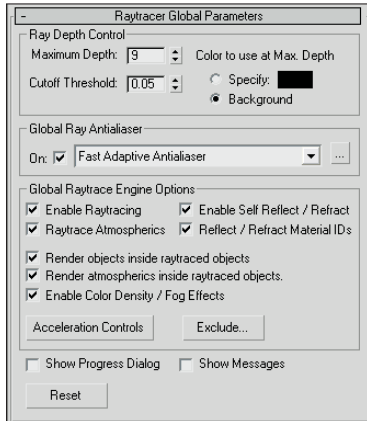 - Raytracer Global Parameters
Ray Depth Control
Maximum Depth: 9 Color to use at Max. Depth
Cutoff Threshold: 0.05 Specify:
Background
Global Ray Antialiaser
On: Fast Adaptive Antialiaser ...
Global Raytrace Engine Options
Enable Raytracing Enable Self Reflect / Refract
Raytrace Atmospherics Reflect / Refract Material IDs
Render objects inside raytraced objects
Render atmospherics inside raytraced objects.
Enable Color Density / Fog Effects
Acceleration Controls Exclude...
Show Progress Dialog Show Messages
Reset